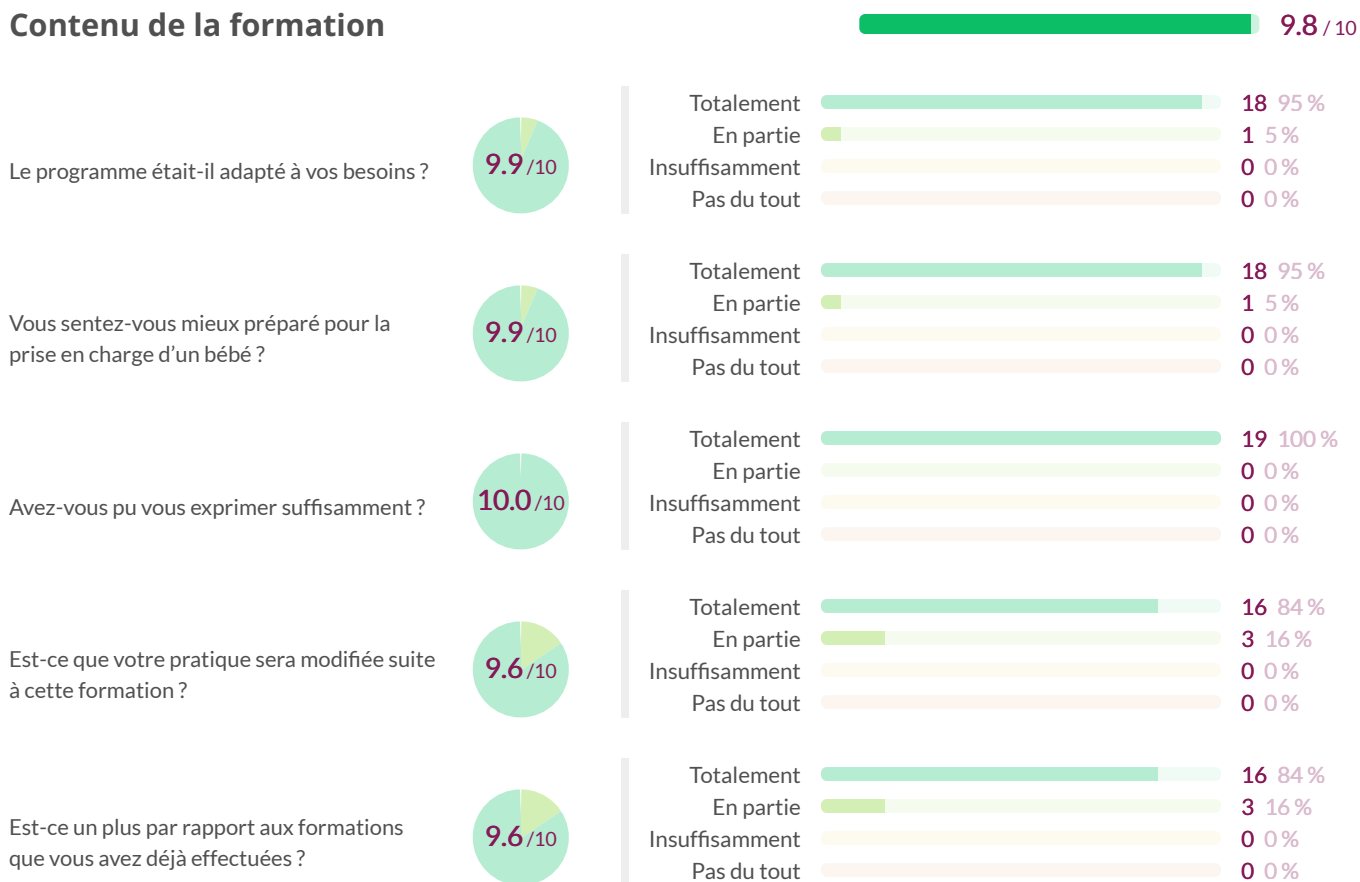 Contenu de la formation
9.8 / 10
Le programme était-il adapté à vos besoins ?
9.9 /10
Totalement 18 95 %
En partie 1 5 %
Insuffisamment 0 0 %
Pas du tout 0 0 %
Vous sentez-vous mieux préparé pour la
prise en charge d'un bébé ?
9.9 /10
Totalement 18 95 %
En partie 1 5 %
Insuffisamment 0 0 %
Pas du tout 0 0 %
Avez-vous pu vous exprimer suffisamment ?
10.0 /10
Totalement 19 100 %
En partie 0 0 %
Insuffisamment 0 0 %
Pas du tout 0 0 %
Est-ce que votre pratique sera modifiée suite
à cette formation ?
9.6 /10
Totalement 16 84 %
En partie 3 16 %
Insuffisamment 0 0 %
Pas du tout 0 0 %
Est-ce un plus par rapport aux formations
que vous avez déjà effectuées ?
9.6 /10
Totalement 16 84 %
En partie 3 16 %
Insuffisamment 0 0 %
Pas du tout 0 0 %